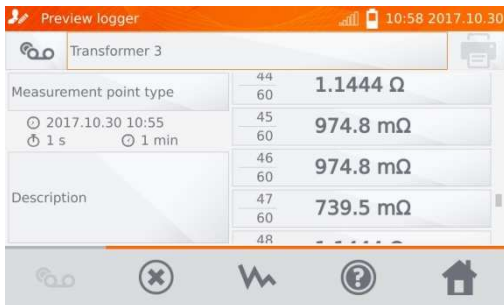 Preview logger
10:58 2017.10.30
Transformer 3
Measurement point type
2017.10.30 10:55
1 s 1 min
Description
44
60
1.1444 Ω
45
60
974.8 mΩ
46
60
974.8 mΩ
47
60
739.5 mΩ
48